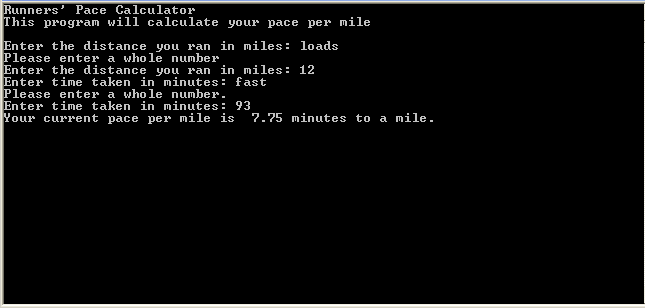 Runners' Pace Calculator
This program will calculate your pace per mile
Enter the distance you ran in miles: loads
Please enter a whole number
Enter the distance you ran in miles: 12
Enter time taken in minutes: fast
Please enter a whole number.
Enter time taken in minutes: 93
Your current pace per mile is  7.75 minutes to a mile.